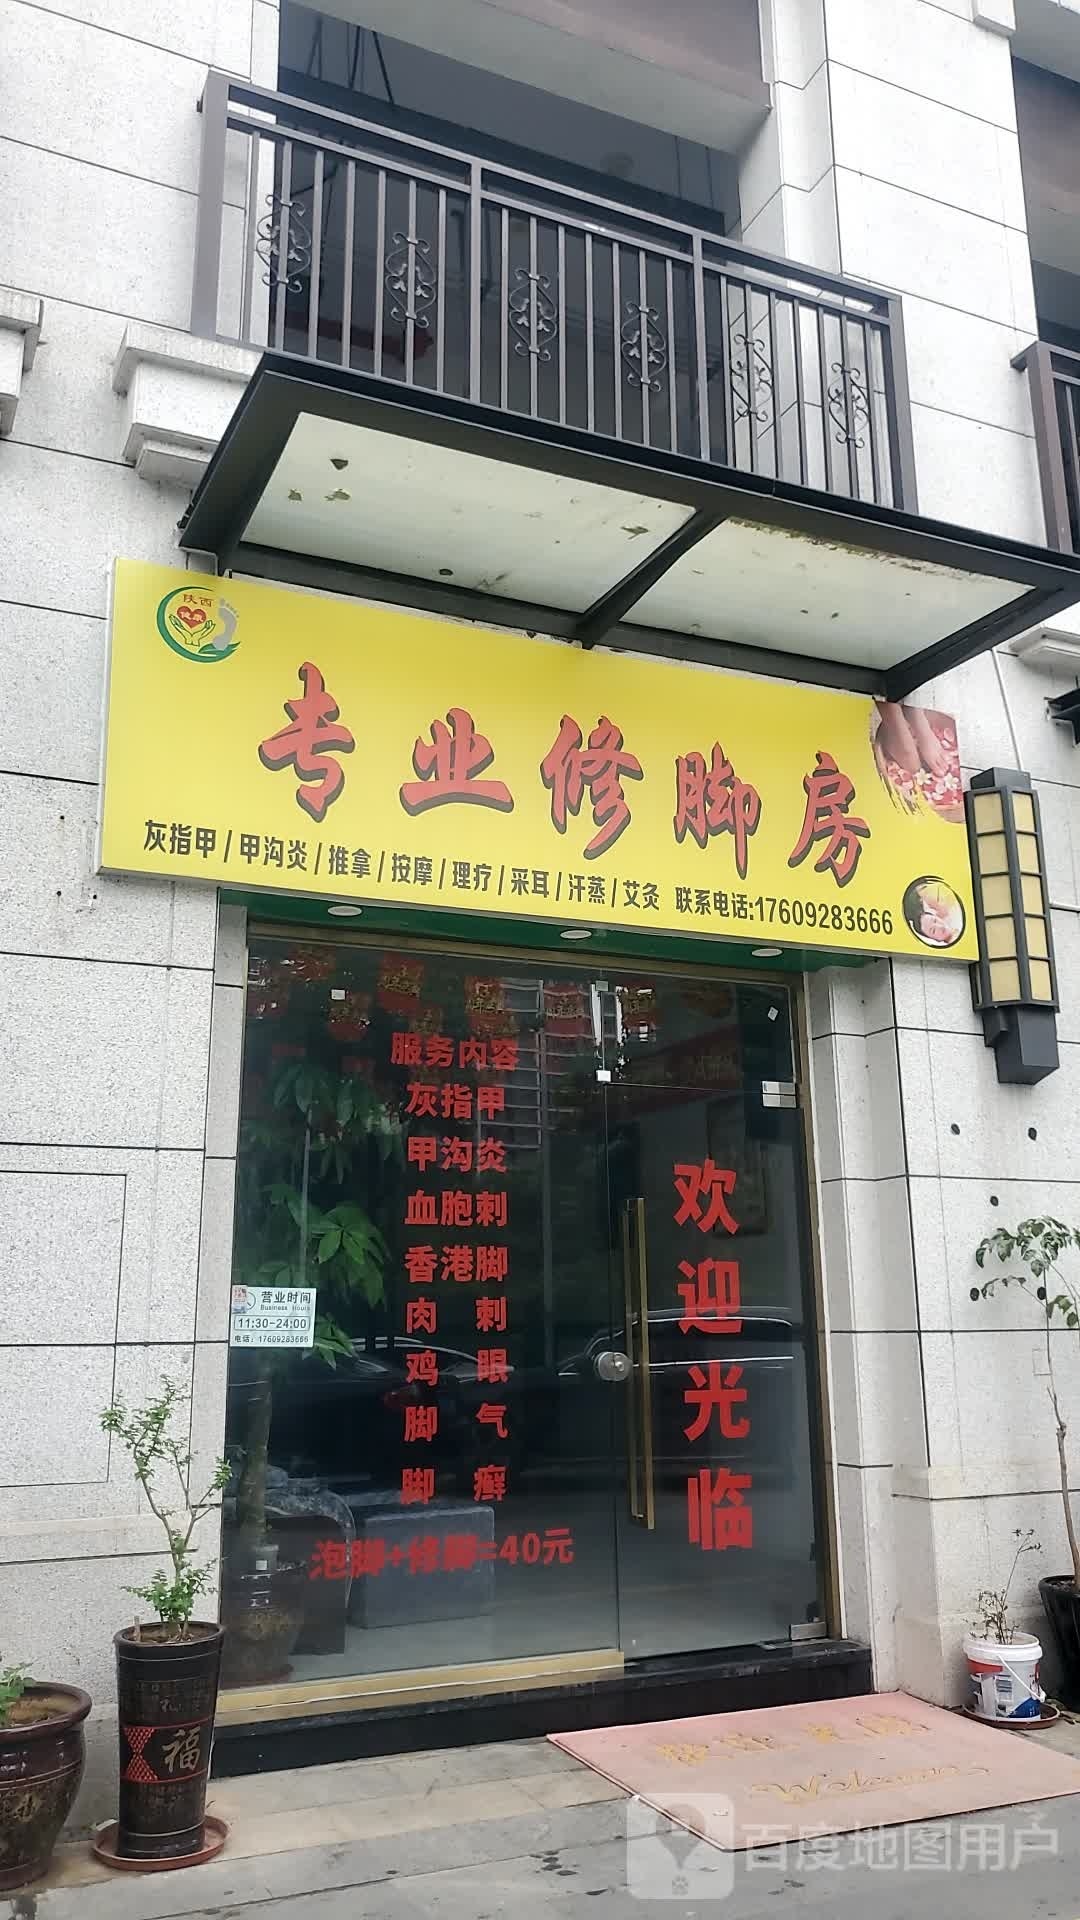 陕西
健康
专业修脚房
灰指甲/甲沟炎/推拿/按摩/理疗/采耳/汗蒸/艾灸 联系电话:17609283666
服务内容
灰指甲
甲沟炎
血胞刺
香港脚
肉刺
鸡眼
脚气
脚癣
泡脚+修脚=40元
欢迎光临
营业时间
Business Hours
11:30-24:00
电话：17609283666
福
Welcome
百度地图用户